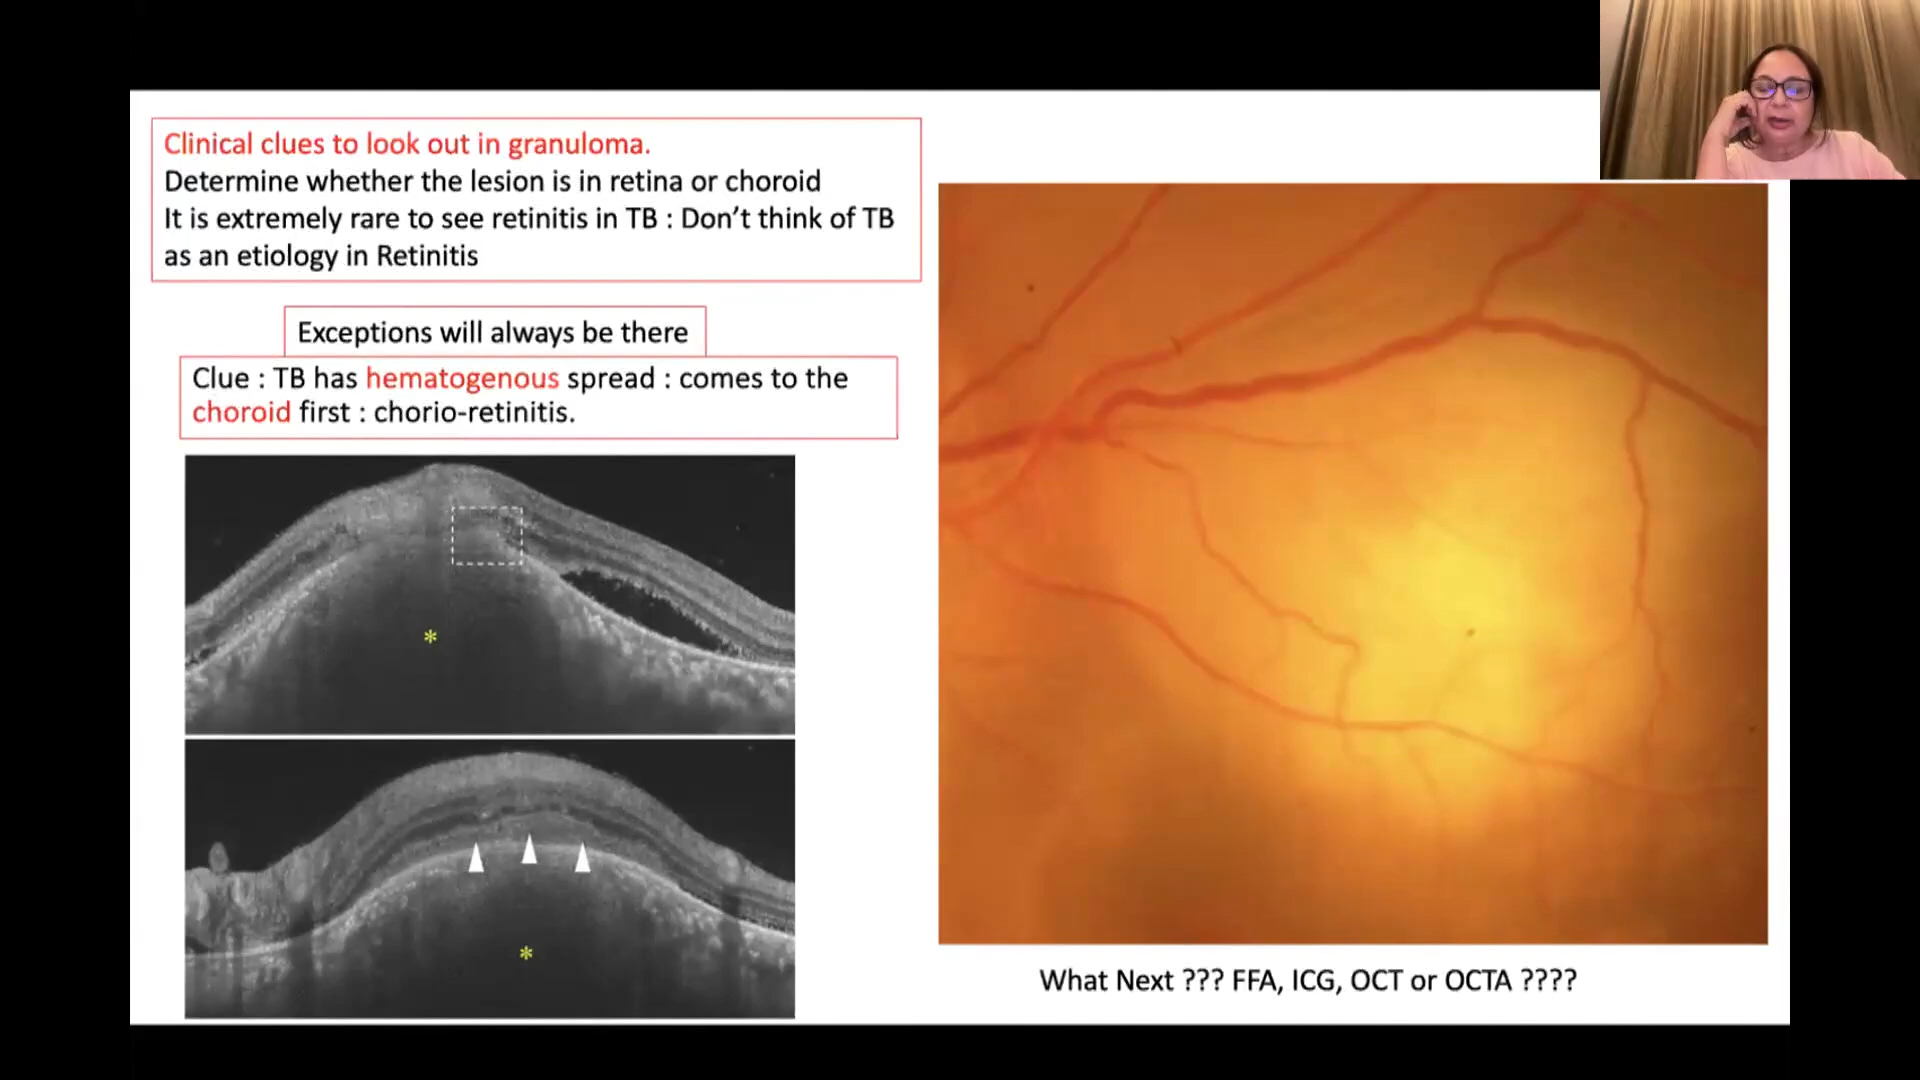 Clinical clues to look out in granuloma.
Determine whether the lesion is in retina or choroid
It is extremely rare to see retinitis in TB : Don’t think of TB
as an etiology in Retinitis
Exceptions will always be there
Clue : TB has hematogenous spread : comes to the
choroid first : chorio-retinitis.
*
*
What Next ??? FFA, ICG, OCT or OCTA ????